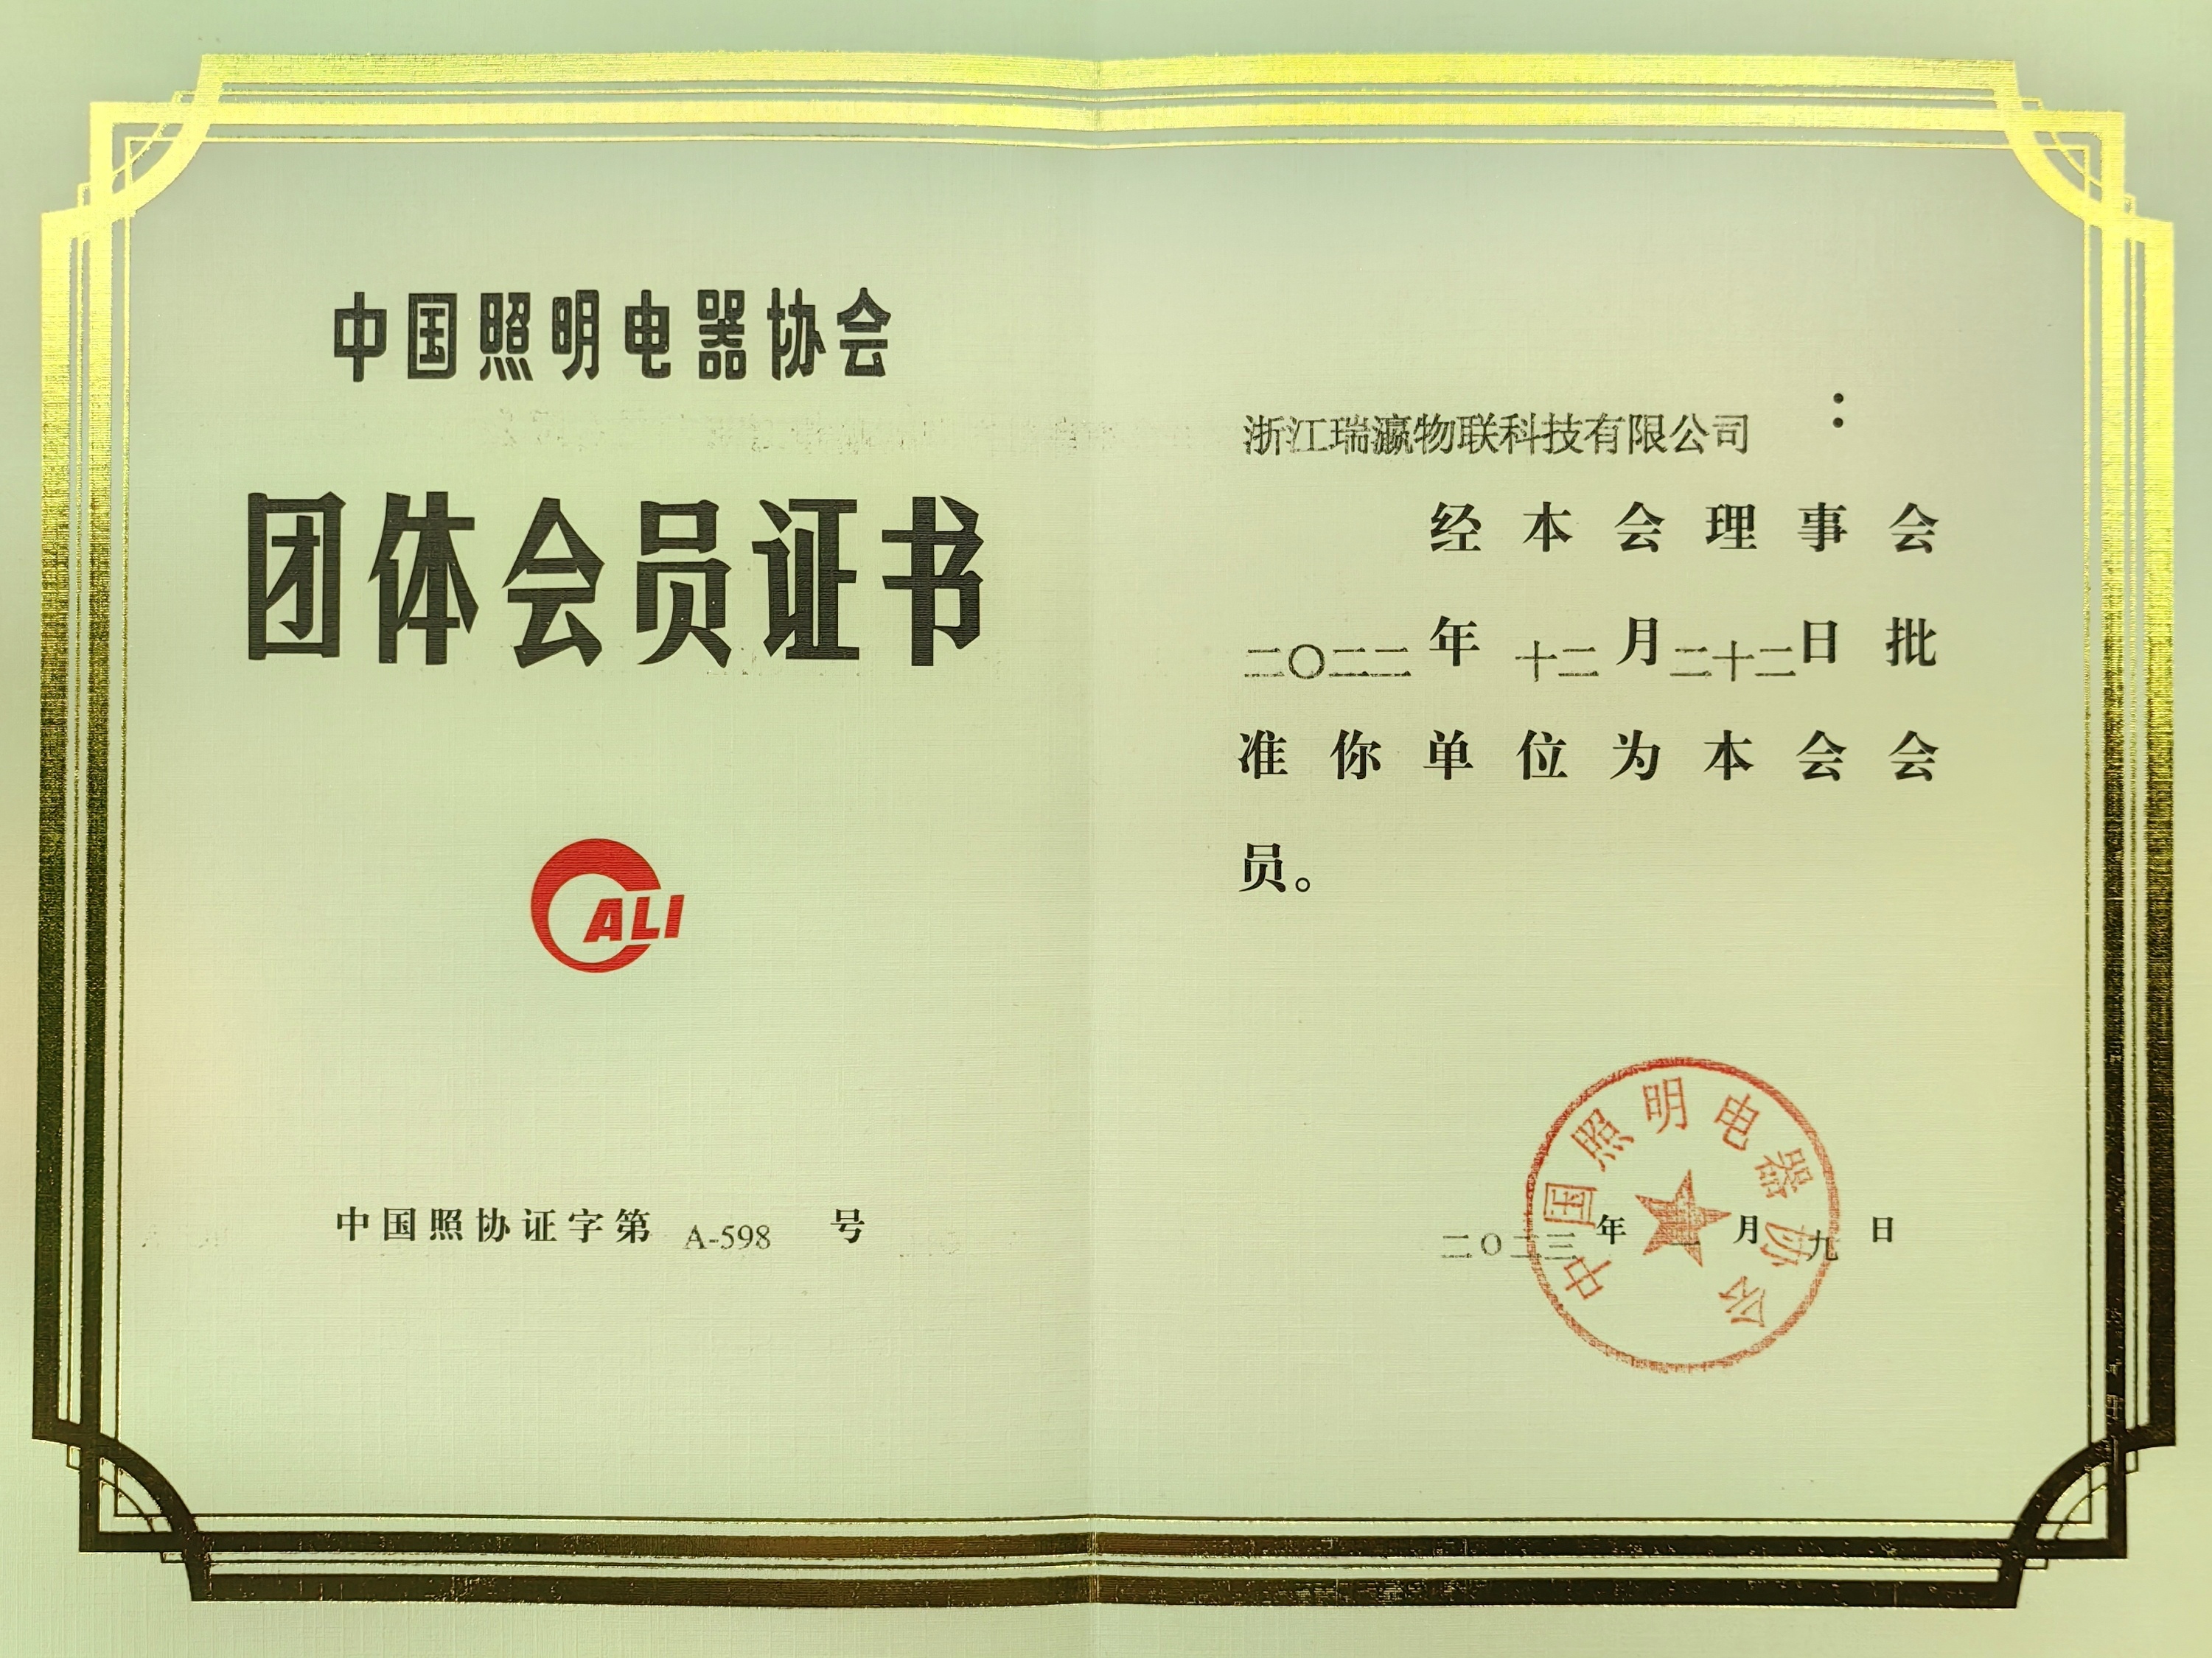 中国照明电器协会
团体会员证书
CALI
中国照协证字第 A-598 号
浙江瑞瀛物联科技有限公司：
经本会理事会
二〇二二年十二月二十二日批
准你单位为本会会
员。
二〇二三年 月九日
中国照明电器协会